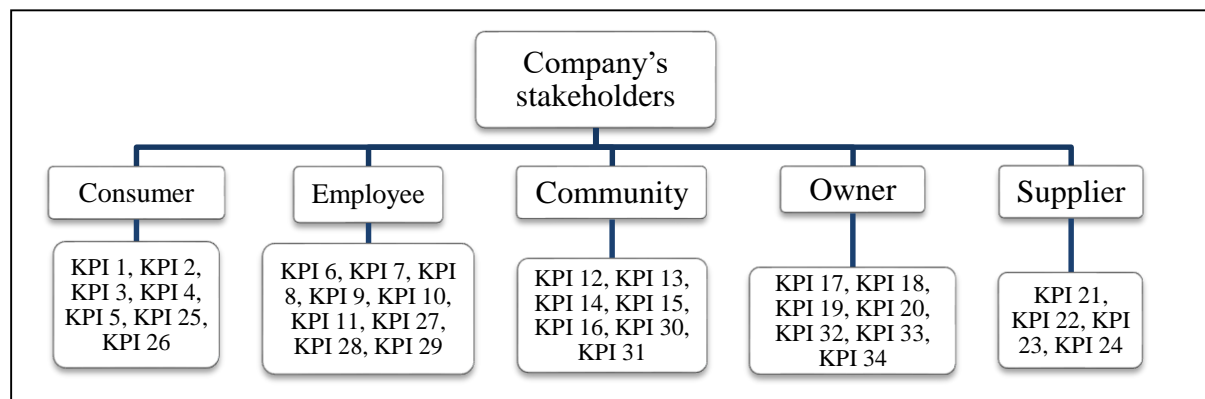 Company's
stakeholders
Consumer
Employee
Community
Owner
Supplier
KPI 1, KPI 2,
KPI 3, KPI 4,
KPI 5, KPI 25,
KPI 26
KPI 6, KPI 7, KPI
8, KPI 9, KPI 10,
KPI 11, KPI 27,
KPI 28, KPI 29
KPI 12, KPI 13,
KPI 14, KPI 15,
KPI 16, KPI 30,
KPI 31
KPI 17, KPI 18,
KPI 19, KPI 20,
KPI 32, KPI 33,
KPI 34
KPI 21,
KPI 22, KPI
23, KPI 24